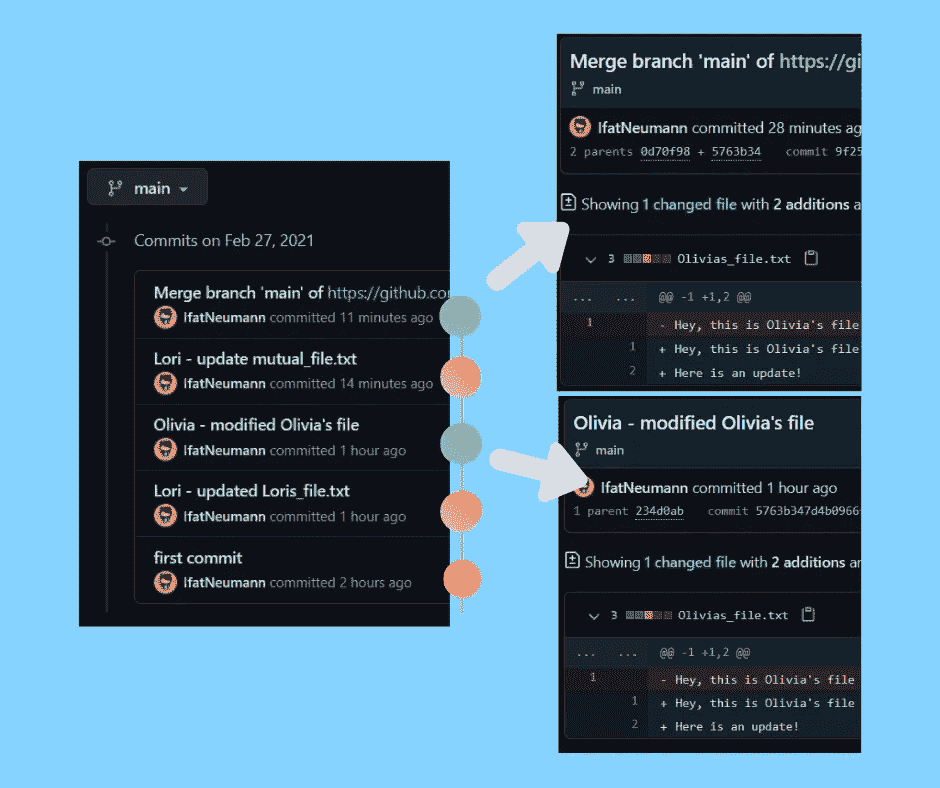 main
Commits on Feb 27, 2021
Merge branch 'main' of https://github.co
IfatNeumann committed 11 minutes ago
Lori - update mutual_file.txt
IfatNeumann committed 14 minutes ago
Olivia - modified Olivia's file
IfatNeumann committed 1 hour ago
Lori - updated Loris_file.txt
IfatNeumann committed 1 hour ago
first commit
IfatNeumann committed 2 hours ago
Merge branch 'main' of https://gi
main
IfatNeumann committed 28 minutes ag
2 parents 0d70f98 + 5763b34 commit 9f25
Showing 1 changed file with 2 additions a
3 Olivias_file.txt
... ... @@ -1 +1,2 @@
1 - Hey, this is Olivia's file
1 + Hey, this is Olivia's file
2 + Here is an update!
Olivia - modified Olivia's file
main
IfatNeumann committed 1 hour ago
1 parent 234d0ab commit 5763b347d4b0966
Showing 1 changed file with 2 additions an
3 Olivias_file.txt
... ... @@ -1 +1,2 @@
1 - Hey, this is Olivia's file
1 + Hey, this is Olivia's file
2 + Here is an update!